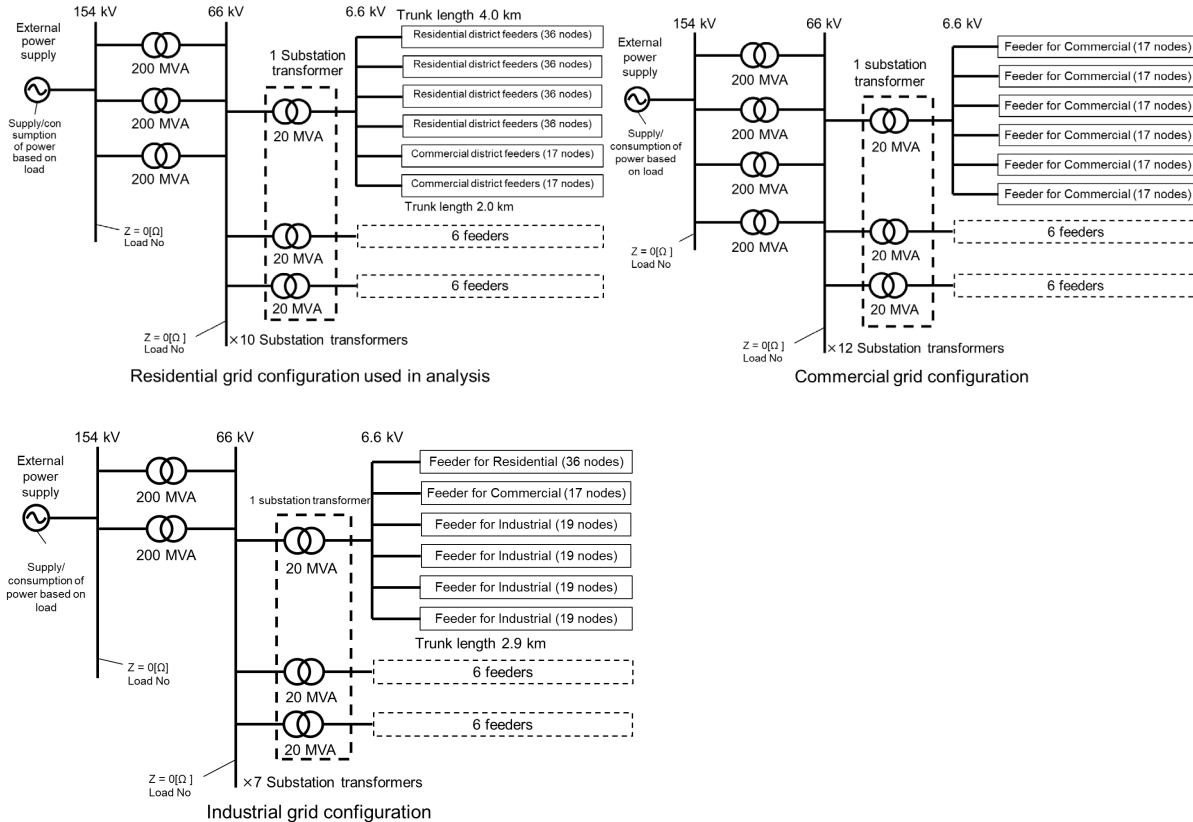 154 kV
66 kV
6.6 kV
Trunk length 4.0 km
External
power
supply
Supply/con
sumption
of power
based on
load
200 MVA
200 MVA
200 MVA
Z = 0[Ω]
Load No
1 Substation
transformer
20 MVA
20 MVA
20 MVA
Residential district feeders (36 nodes)
Residential district feeders (36 nodes)
Residential district feeders (36 nodes)
Residential district feeders (36 nodes)
Commercial district feeders (17 nodes)
Commercial district feeders (17 nodes)
Trunk length 2.0 km
6 feeders
6 feeders
Z = 0[Ω ]
Load No
×10 Substation transformers
Residential grid configuration used in analysis
154 kV
66 kV
6.6 kV
External
power
supply
Supply/
consumption of
power based
on load
200 MVA
200 MVA
200 MVA
200 MVA
Z = 0[Ω ]
Load No
1 substation
transformer
20 MVA
20 MVA
20 MVA
Feeder for Commercial (17 nodes)
Feeder for Commercial (17 nodes)
Feeder for Commercial (17 nodes)
Feeder for Commercial (17 nodes)
Feeder for Commercial (17 nodes)
Feeder for Commercial (17 nodes)
6 feeders
6 feeders
Z = 0[Ω ]
Load No
×12 Substation transformers
Commercial grid configuration
154 kV
66 kV
6.6 kV
External
power
supply
Supply/
consumption of
power based on
load
200 MVA
200 MVA
Z = 0[Ω]
Load No
1 substation transformer
20 MVA
20 MVA
20 MVA
Feeder for Residential (36 nodes)
Feeder for Commercial (17 nodes)
Feeder for Industrial (19 nodes)
Feeder for Industrial (19 nodes)
Feeder for Industrial (19 nodes)
Feeder for Industrial (19 nodes)
Trunk length 2.9 km
6 feeders
6 feeders
Z = 0[Ω ]
Load No
×7 Substation transformers
Industrial grid configuration